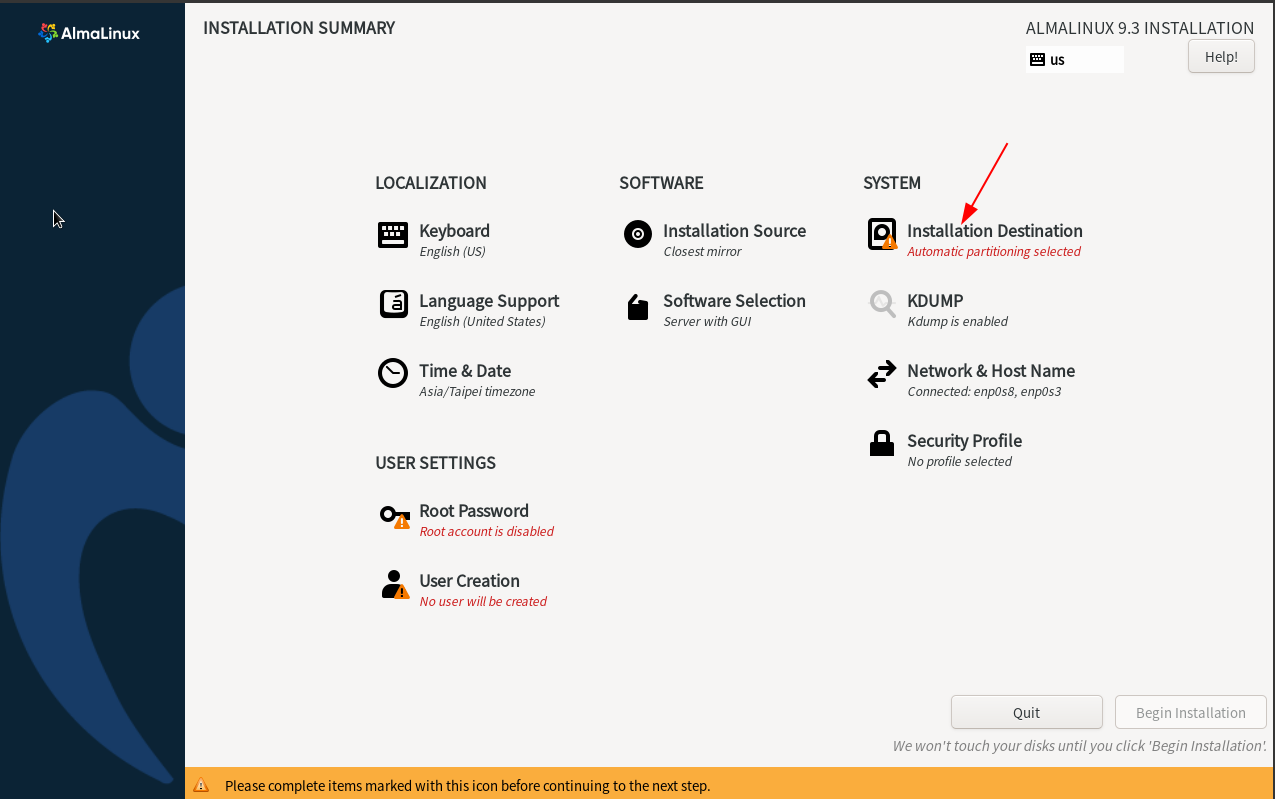 AlmaLinux
INSTALLATION SUMMARY
ALMALINUX 9.3 INSTALLATION
us
Help!
LOCALIZATION
Keyboard
English (US)
Language Support
English (United States)
Time & Date
Asia/Taipei timezone
SOFTWARE
Installation Source
Closest mirror
Software Selection
Server with GUI
SYSTEM
Installation Destination
Automatic partitioning selected
KDUMP
Kdump is enabled
Network & Host Name
Connected: enp0s8, enp0s3
Security Profile
No profile selected
USER SETTINGS
Root Password
Root account is disabled
User Creation
No user will be created
Quit
Begin Installation
We won't touch your disks until you click 'Begin Installation'.
Please complete items marked with this icon before continuing to the next step.